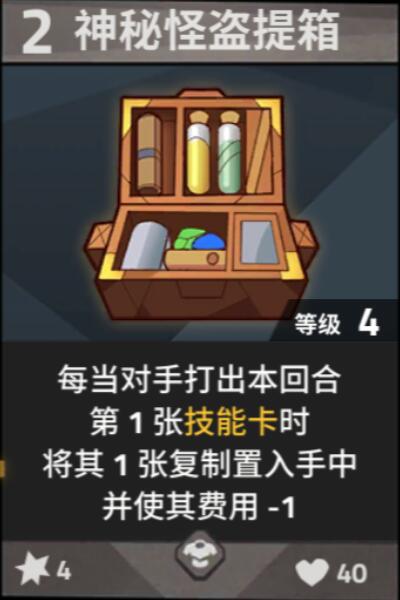 2 神秘怪盗提箱
等级 4
每当对手打出本回合
第 1 张技能卡时
将其 1 张复制置入手中
并使其费用 -1
4 40